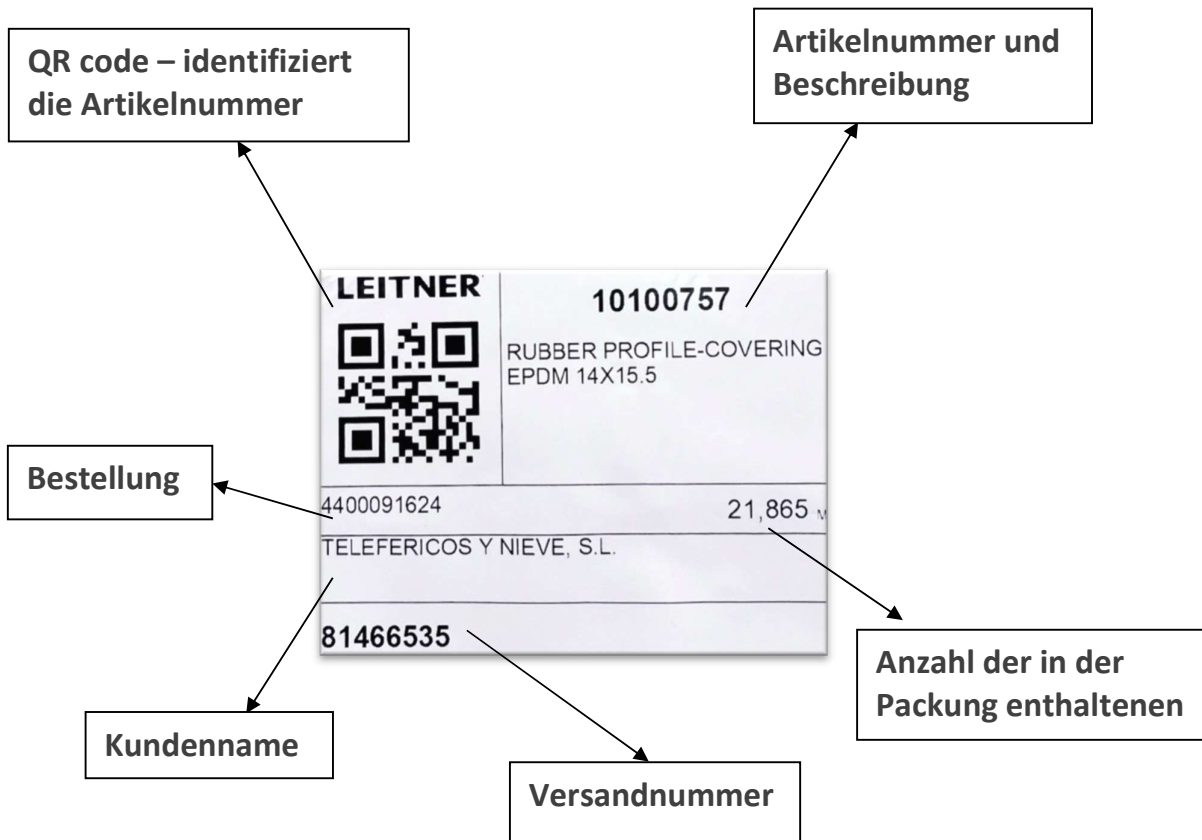 QR code – identifiziert
die Artikelnummer
Artikelnummer und
Beschreibung
LEITNER
10100757
RUBBER PROFILE-COVERING
EPDM 14X15.5
Bestellung
4400091624
21,865 M
TELEFERICOS Y NIEVE, S.L.
81466535
Anzahl der in der
Packung enthaltenen
Kundenname
Versandnummer